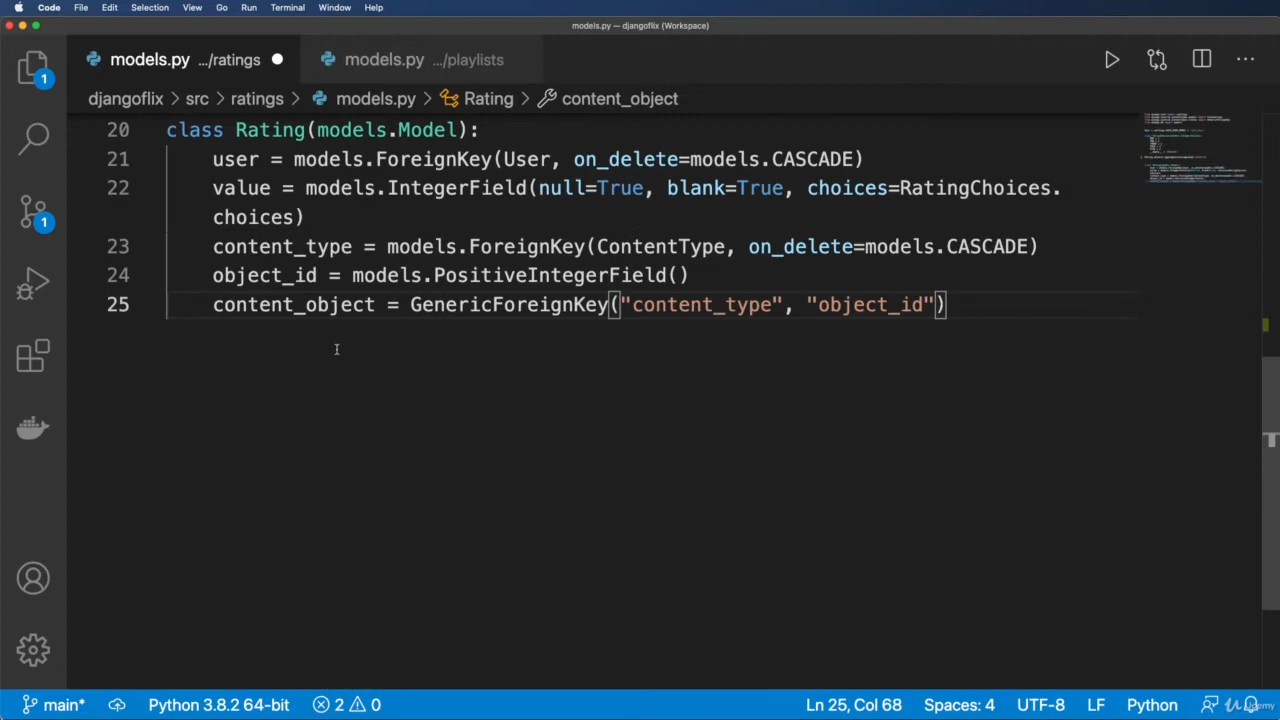 Code File Edit Selection View Go Run Terminal Window Help
models.py — djangoflix (Workspace)
models.py .../ratings models.py .../playlists
djangoflix > src > ratings > models.py > Rating > content_object
20 class Rating(models.Model):
21 user = models.ForeignKey(User, on_delete=models.CASCADE)
22 value = models.IntegerField(null=True, blank=True, choices=RatingChoices.
choices)
23 content_type = models.ForeignKey(ContentType, on_delete=models.CASCADE)
24 object_id = models.PositiveIntegerField()
25 content_object = GenericForeignKey("content_type", "object_id")
1
1
main* Python 3.8.2 64-bit 2 0 Ln 25, Col 68 Spaces: 4 UTF-8 LF Python
Udemy